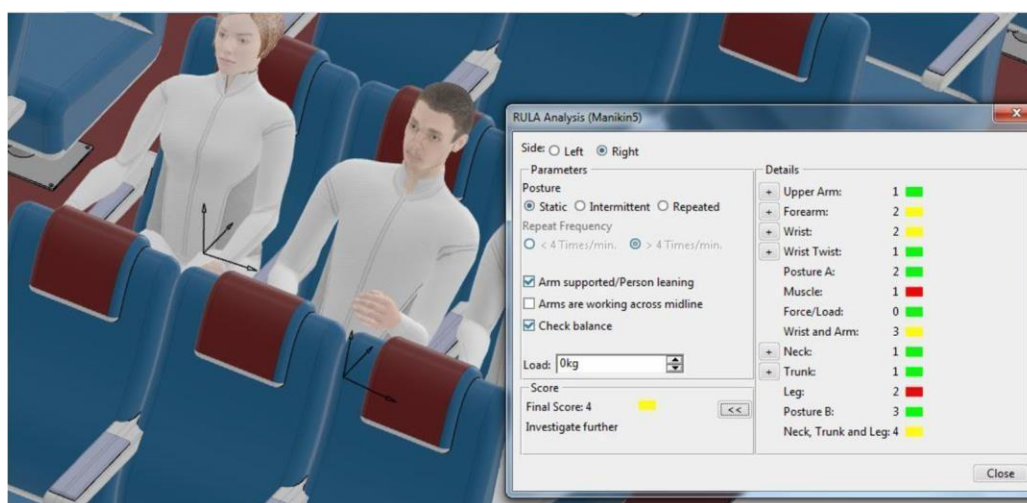 RULA Analysis (Manikin5)
Side: Left Right
Parameters
Posture
Static Intermittent Repeated
Repeat Frequency
< 4 Times/min. > 4 Times/min.
Arm supported/Person leaning
Arms are working across midline
Check balance
Load: 0kg
Score
Final Score: 4
<<
Investigate further
Details
+ Upper Arm: 1
+ Forearm: 2
+ Wrist: 2
+ Wrist Twist: 1
Posture A: 2
Muscle: 1
Force/Load: 0
Wrist and Arm: 3
+ Neck: 1
+ Trunk: 1
Leg: 2
Posture B: 3
Neck, Trunk and Leg: 4
Close